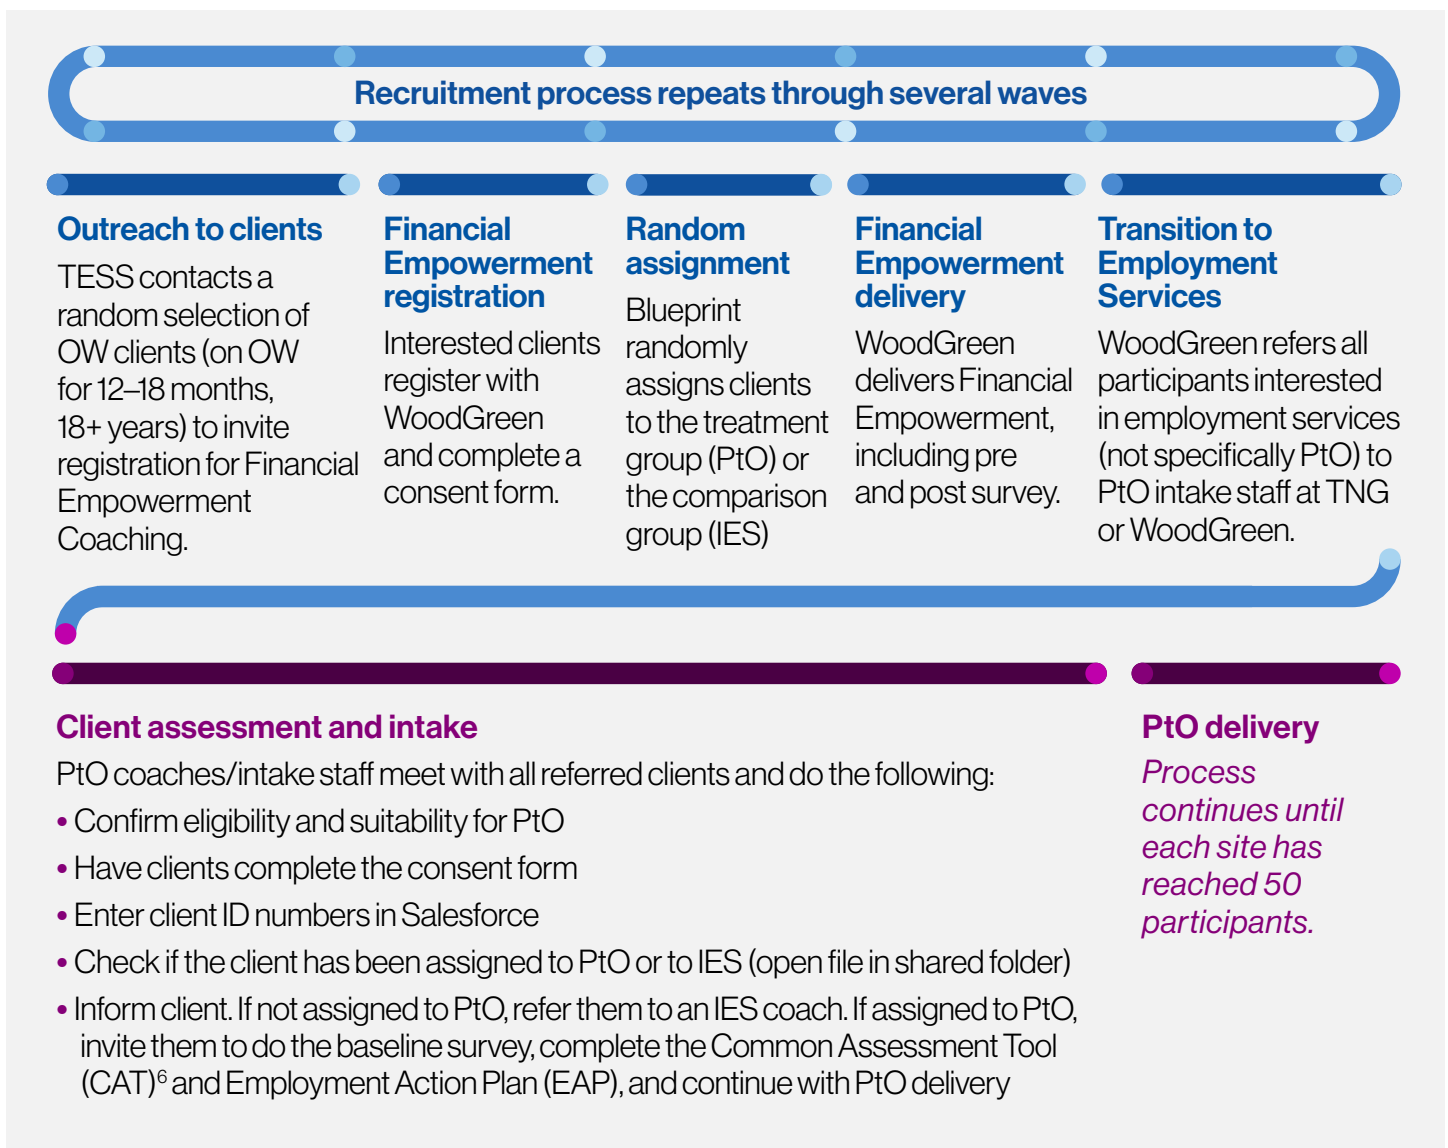 Recruitment process repeats through several waves
Outreach to clients
TESS contacts a
random selection of
OW clients (on OW
for 12–18 months,
18+ years) to invite
registration for Financial
Empowerment
Coaching.
Financial
Empowerment
registration
Interested clients
register with
WoodGreen
and complete a
consent form.
Random
assignment
Blueprint
randomly
assigns clients
to the treatment
group (PtO) or
the comparison
group (IES)
Financial
Empowerment
delivery
WoodGreen
delivers Financial
Empowerment,
including pre
and post survey.
Transition to
Employment
Services
WoodGreen refers all
participants interested
in employment services
(not specifically PtO) to
PtO intake staff at TNG
or WoodGreen.
Client assessment and intake
PtO coaches/intake staff meet with all referred clients and do the following:
• Confirm eligibility and suitability for PtO
• Have clients complete the consent form
• Enter client ID numbers in Salesforce
• Check if the client has been assigned to PtO or to IES (open file in shared folder)
• Inform client. If not assigned to PtO, refer them to an IES coach. If assigned to PtO,
invite them to do the baseline survey, complete the Common Assessment Tool
(CAT)⁶ and Employment Action Plan (EAP), and continue with PtO delivery
PtO delivery
Process
continues until
each site has
reached 50
participants.